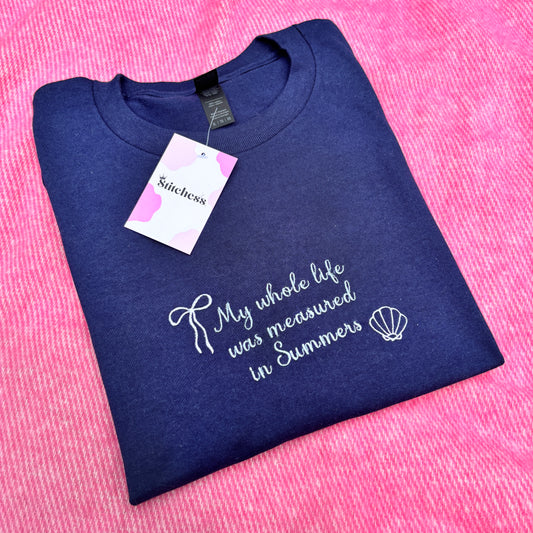 Stitchess
My whole life
was measured
in Summers